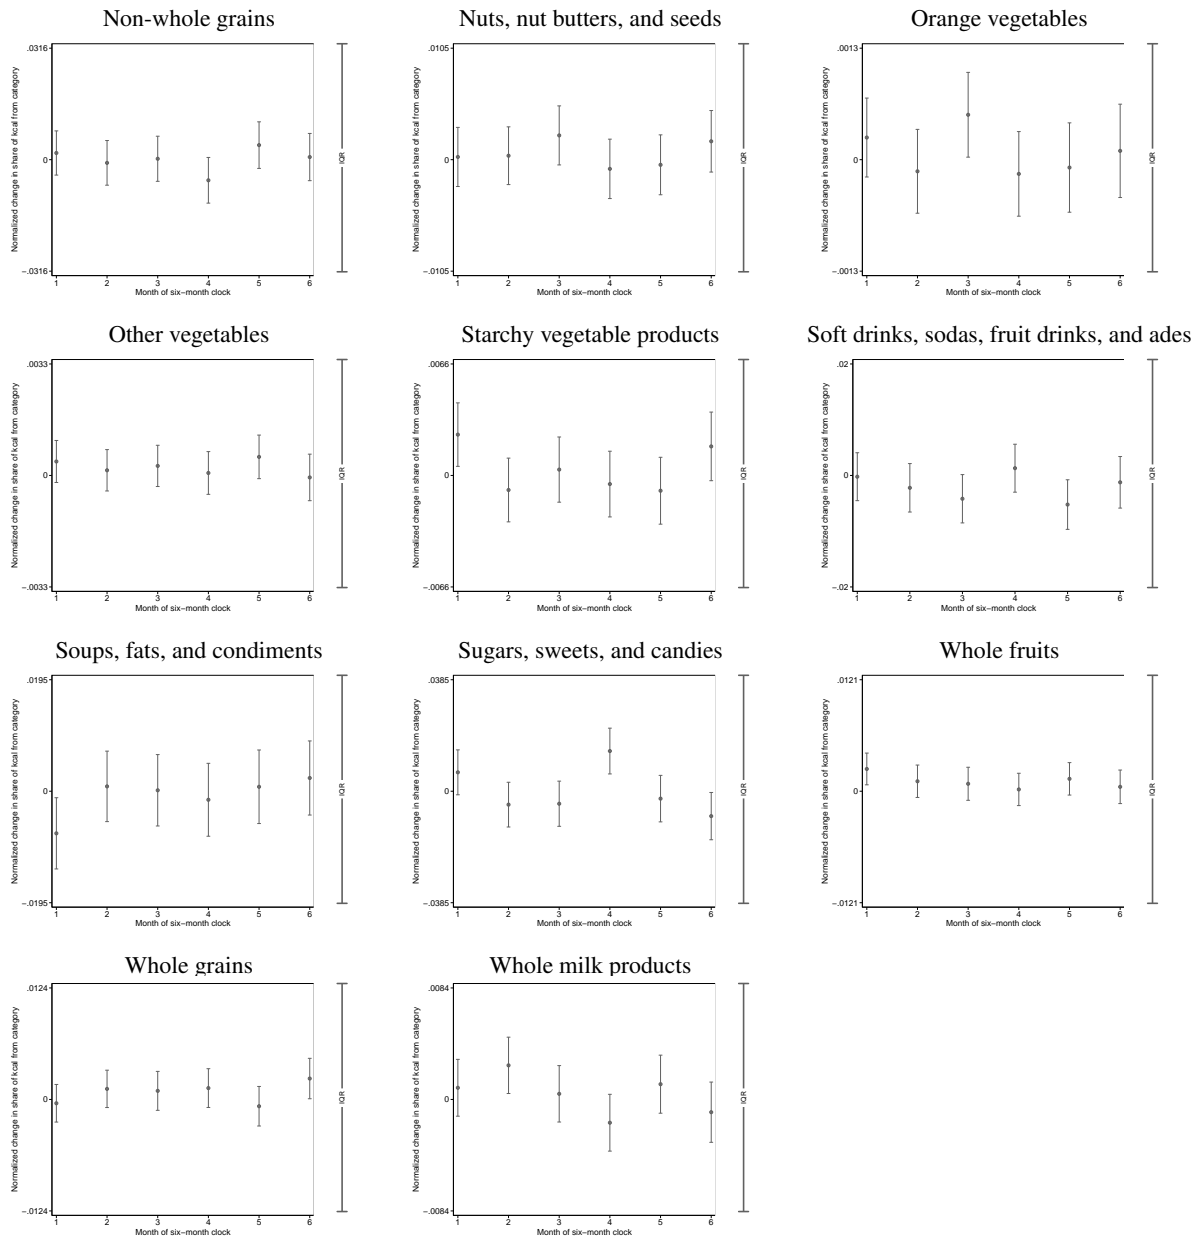 Non-whole grains
Normalized change in share of kcal from category
.0316
0
−.0316
1 2 3 4 5 6
Month of six−month clock
IQR
Nuts, nut butters, and seeds
Normalized change in share of kcal from category
.0105
0
−.0105
1 2 3 4 5 6
Month of six−month clock
IQR
Orange vegetables
Normalized change in share of kcal from category
.0013
0
−.0013
1 2 3 4 5 6
Month of six−month clock
IQR
Other vegetables
Normalized change in share of kcal from category
.0033
0
−.0033
1 2 3 4 5 6
Month of six−month clock
IQR
Starchy vegetable products
Normalized change in share of kcal from category
.0066
0
−.0066
1 2 3 4 5 6
Month of six−month clock
IQR
Soft drinks, sodas, fruit drinks, and ades
Normalized change in share of kcal from category
.02
0
−.02
1 2 3 4 5 6
Month of six−month clock
IQR
Soups, fats, and condiments
Normalized change in share of kcal from category
.0195
0
−.0195
1 2 3 4 5 6
Month of six−month clock
IQR
Sugars, sweets, and candies
Normalized change in share of kcal from category
.0385
0
−.0385
1 2 3 4 5 6
Month of six−month clock
IQR
Whole fruits
Normalized change in share of kcal from category
.0121
0
−.0121
1 2 3 4 5 6
Month of six−month clock
IQR
Whole grains
Normalized change in share of kcal from category
.0124
0
−.0124
1 2 3 4 5 6
Month of six−month clock
IQR
Whole milk products
Normalized change in share of kcal from category
.0084
0
−.0084
1 2 3 4 5 6
Month of six−month clock
IQR